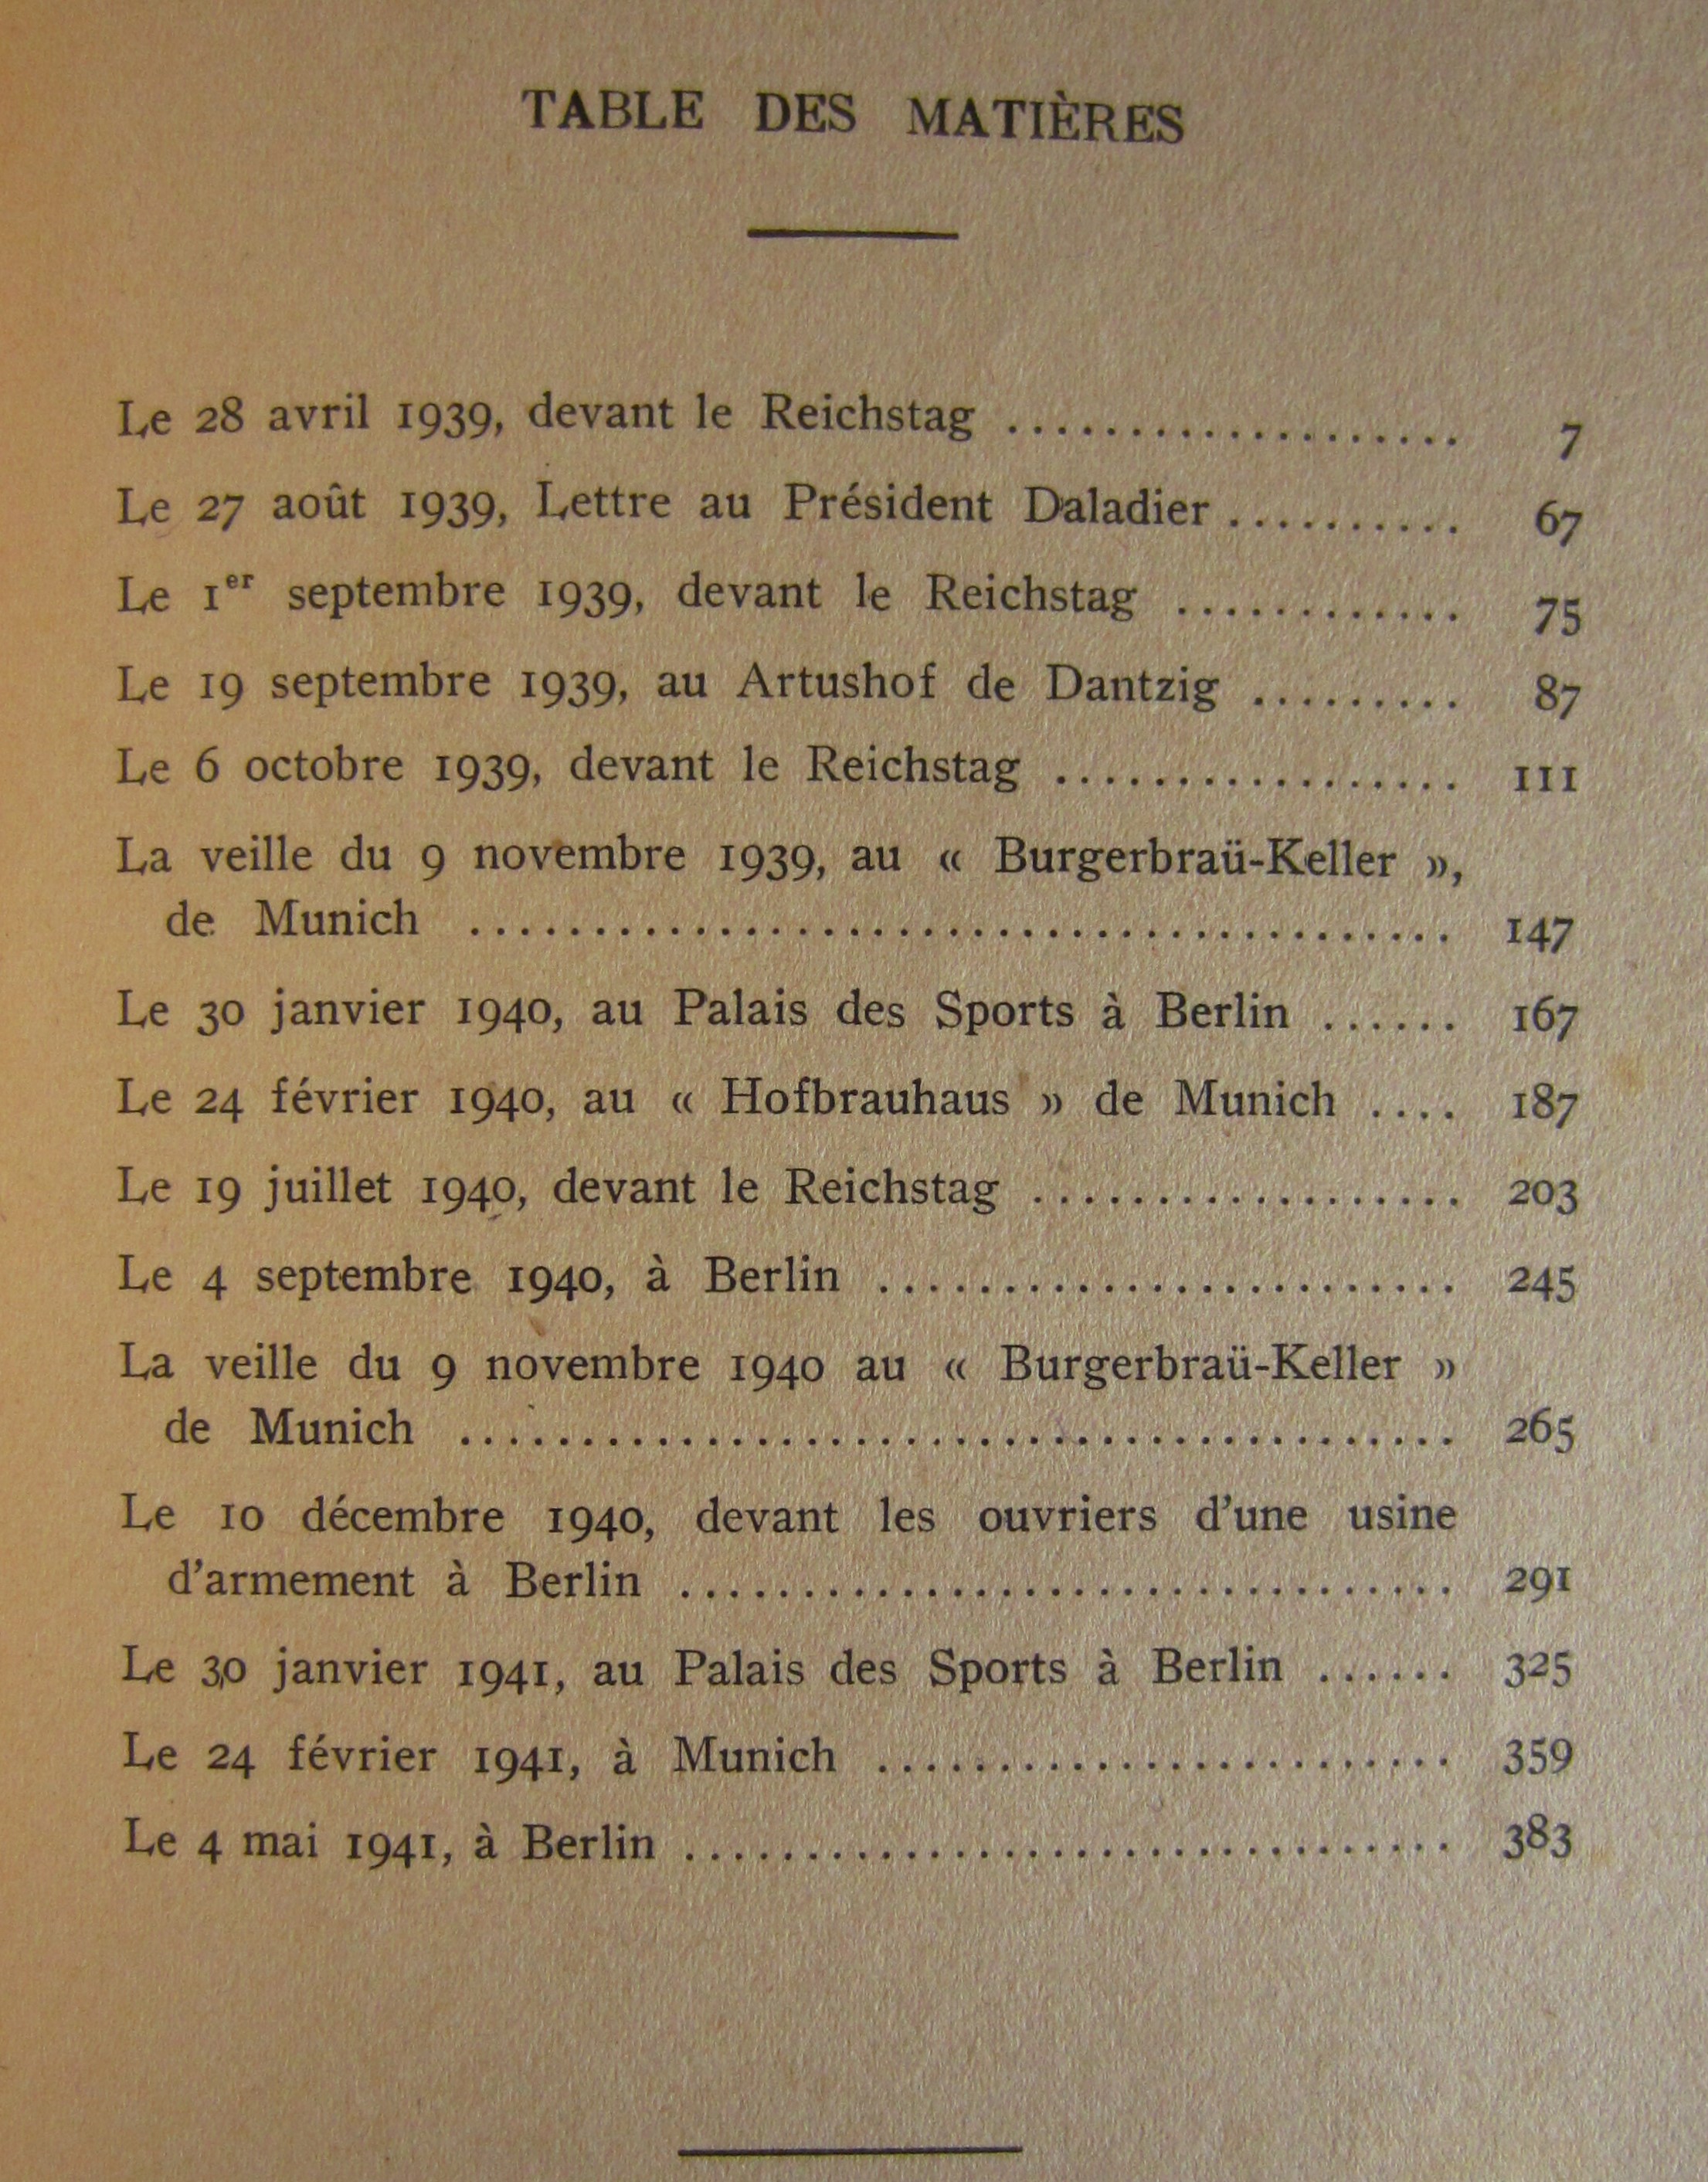 TABLE DES MATIÈRES
Le 28 avril 1939, devant le Reichstag ................... 7
Le 27 août 1939, Lettre au Président Daladier .......... 67
Le 1er septembre 1939, devant le Reichstag ............ 75
Le 19 septembre 1939, au Artushof de Dantzig ......... 87
Le 6 octobre 1939, devant le Reichstag ................. 111
La veille du 9 novembre 1939, au « Burgerbraü-Keller »,
de Munich ........................................ 147
Le 30 janvier 1940, au Palais des Sports à Berlin ...... 167
Le 24 février 1940, au « Hofbrauhaus » de Munich .... 187
Le 19 juillet 1940, devant le Reichstag .................. 203
Le 4 septembre 1940, à Berlin ........................ 245
La veille du 9 novembre 1940 au « Burgerbraü-Keller »
de Munich ......................................... 265
Le 10 décembre 1940, devant les ouvriers d'une usine
d'armement à Berlin ................................ 291
Le 30 janvier 1941, au Palais des Sports à Berlin ...... 325
Le 24 février 1941, à Munich ........................ 359
Le 4 mai 1941, à Berlin ................................ 383